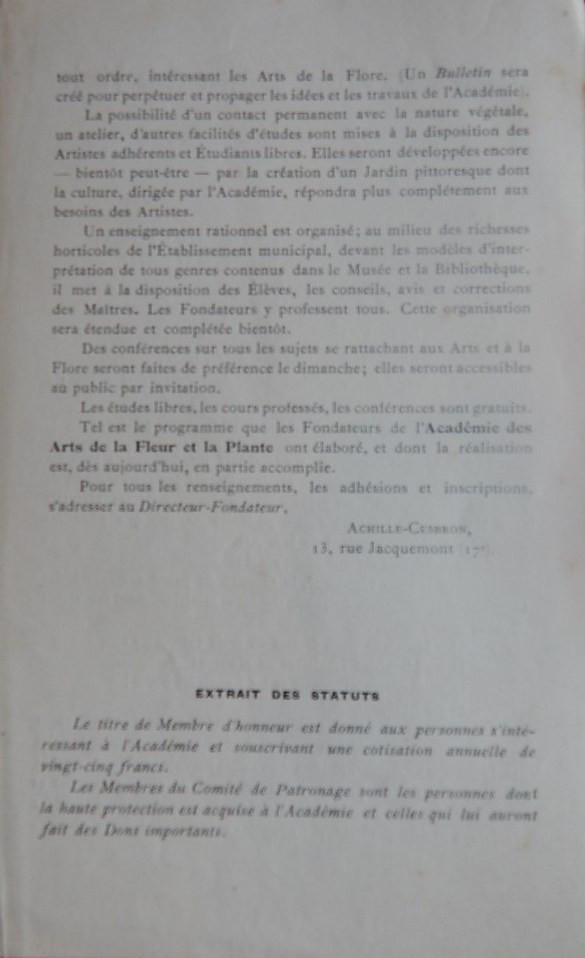 tout ordre, intéressant les Arts de la Flore. (Un Bulletin sera
créé pour perpétuer et propager les idées et les travaux de l'Académie).
La possibilité d'un contact permanent avec la nature végétale,
un atelier, d'autres facilités d'études sont mises à la disposition des
Artistes adhérents et Étudiants libres. Elles seront développées encore
— bientôt peut-être — par la création d'un Jardin pittoresque dont
la culture, dirigée par l'Académie, répondra plus complètement aux
besoins des Artistes.
Un enseignement rationnel est organisé; au milieu des richesses
horticoles de l'Établissement municipal, devant les modèles d'inter-
prétation de tous genres contenus dans le Musée et la Bibliothèque,
il met à la disposition des Élèves, les conseils, avis et corrections
des Maîtres. Les Fondateurs y professent tous. Cette organisation
sera étendue et complétée bientôt.
Des conférences sur tous les sujets se rattachant aux Arts et à la
Flore seront faites de préférence le dimanche; elles seront accessibles
au public par invitation.
Les études libres, les cours professés, les conférences sont gratuits.
Tel est le programme que les Fondateurs de l'Académie des
Arts de la Fleur et la Plante ont élaboré, et dont la réalisation
est, dès aujourd'hui, en partie accomplie.
Pour tous les renseignements, les adhésions et inscriptions,
s'adresser au Directeur-Fondateur,
Achille-Cesbron,
13, rue Jacquemont (17e).
EXTRAIT DES STATUTS
Le titre de Membre d'honneur est donné aux personnes s'inté-
ressant à l'Académie et souscrivant une cotisation annuelle de
vingt-cinq francs.
Les Membres du Comité de Patronage sont les personnes dont
la haute protection est acquise à l'Académie et celles qui lui auront
fait des Dons importants.